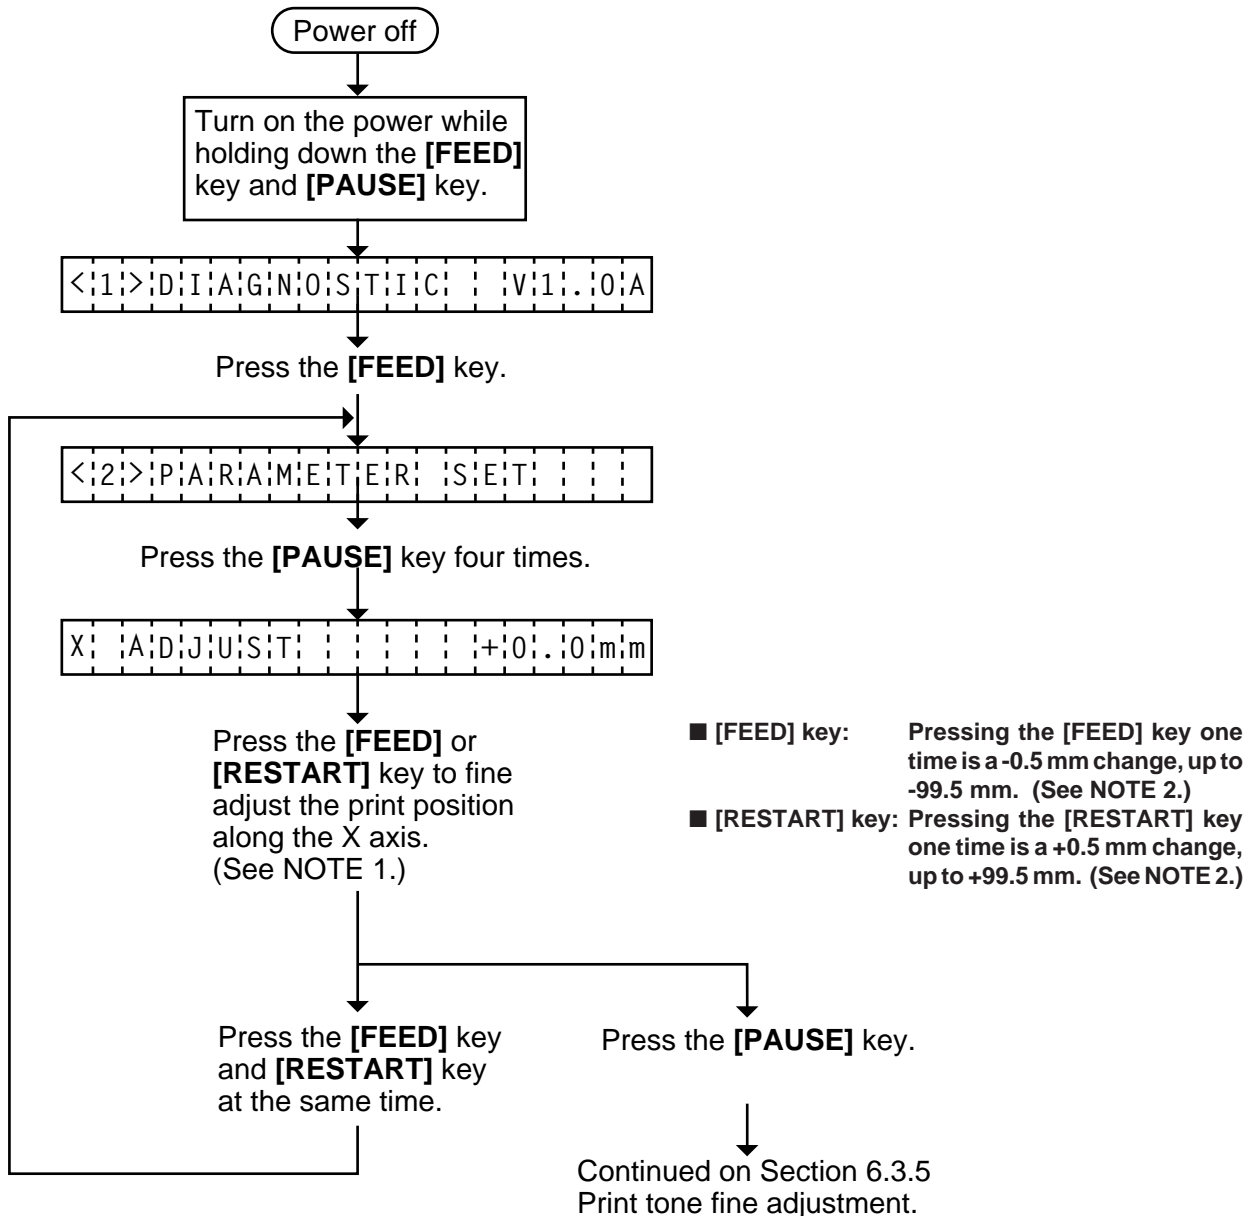 Power off
Turn on the power while
holding down the [FEED]
key and [PAUSE] key.
<1>DIAGNOSTIC  V1.0A
Press the [FEED] key.
<2>PARAMETER SET
Press the [PAUSE] key four times.
X ADJUST      +0.0mm
Press the [FEED] or
[RESTART] key to fine
adjust the print position
along the X axis.
(See NOTE 1.)
■ [FEED] key: Pressing the [FEED] key one
time is a -0.5 mm change, up to
-99.5 mm. (See NOTE 2.)
■ [RESTART] key: Pressing the [RESTART] key
one time is a +0.5 mm change,
up to +99.5 mm. (See NOTE 2.)
Press the [FEED] key
and [RESTART] key
at the same time.
Press the [PAUSE] key.
Continued on Section 6.3.5
Print tone fine adjustment.